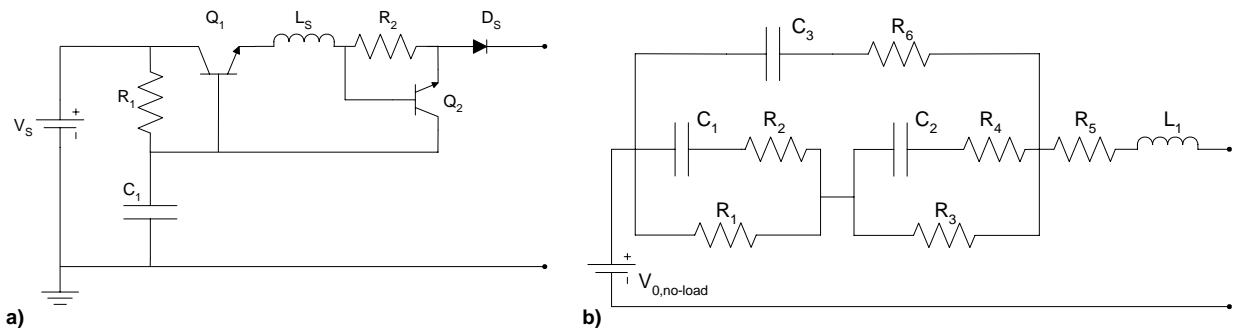 Q1 LS R2 DS
R1
Q2
VS + –
C1
a)
C3 R6
C1 R2 C2 R4 R5 L1
R1 R3
+ –
V0,no-load
b)